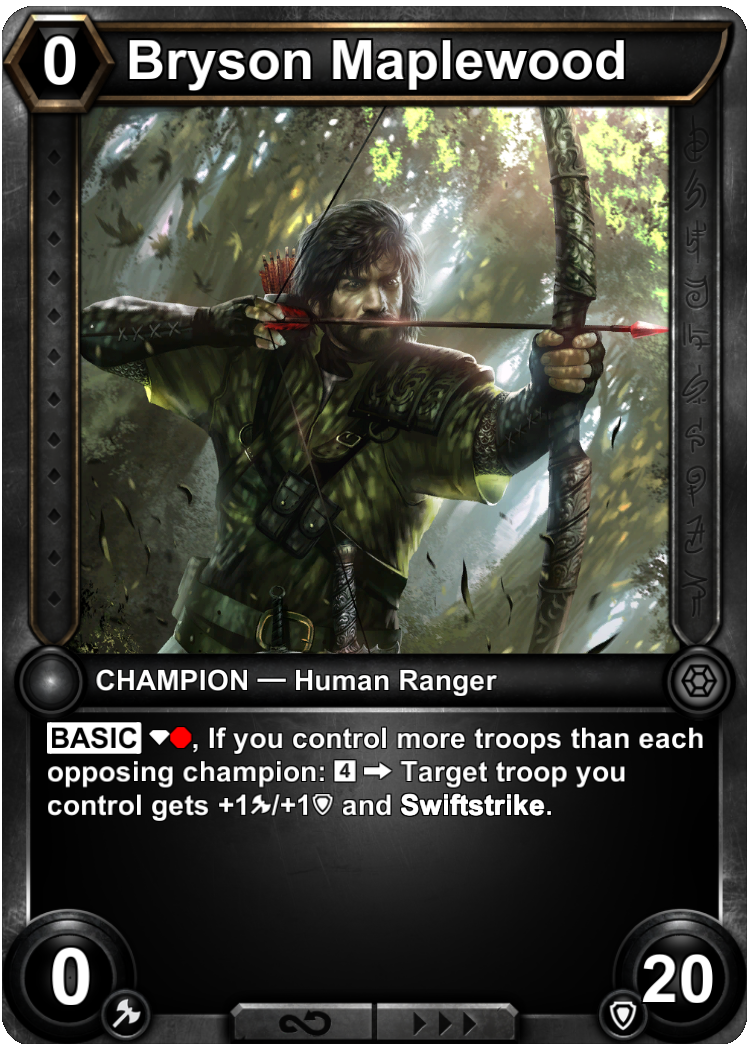 0 Bryson Maplewood
CHAMPION — Human Ranger
BASIC , If you control more troops than each
opposing champion: 4 → Target troop you
control gets +1/+1 and Swiftstrike.
0
20